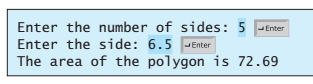 Enter the number of sides: 5 ↵Enter
Enter the side: 6.5 ↵Enter
The area of the polygon is 72.69